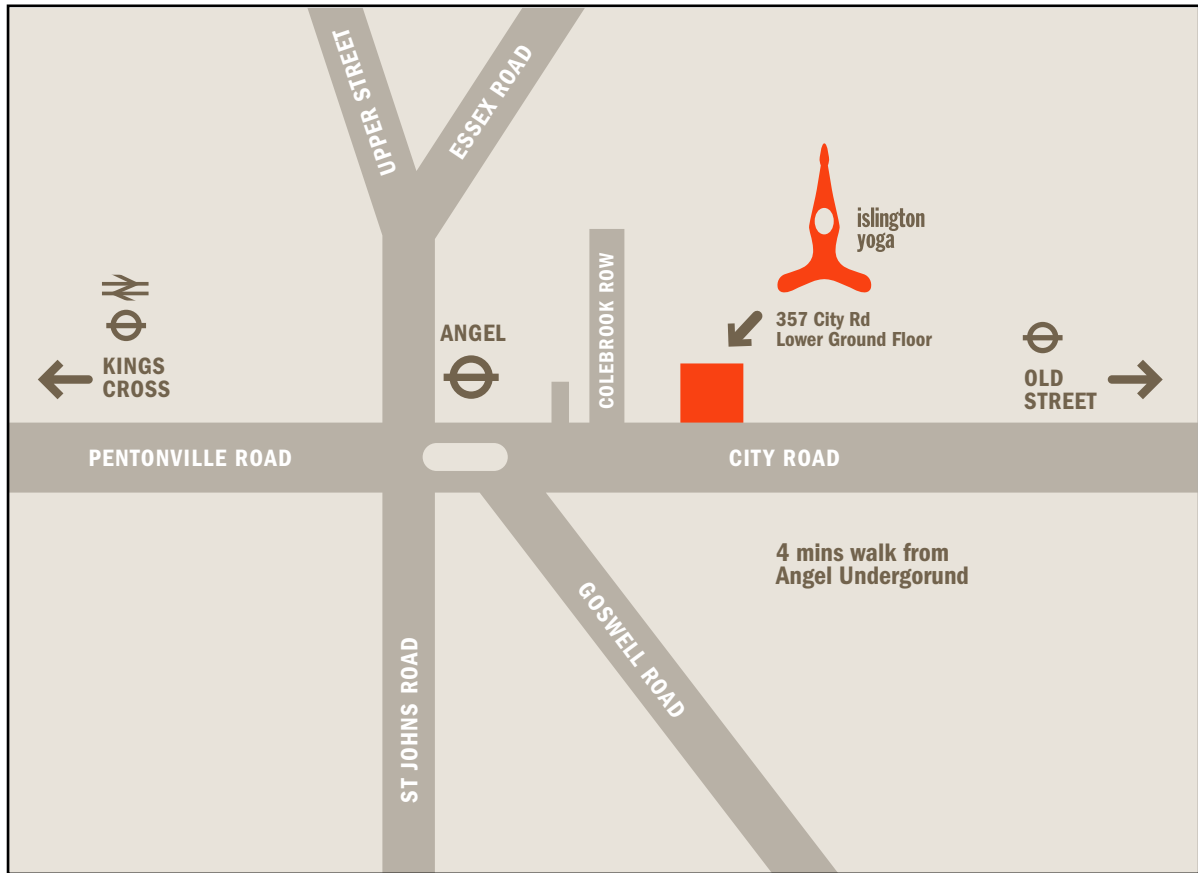 UPPER STREET
ESSEX ROAD
islington
yoga
357 City Rd
Lower Ground Floor
KINGS
CROSS
ANGEL
COLEBROOK ROW
OLD
STREET
PENTONVILLE ROAD
CITY ROAD
4 mins walk from
Angel Undergorund
GOSWELL ROAD
ST JOHNS ROAD